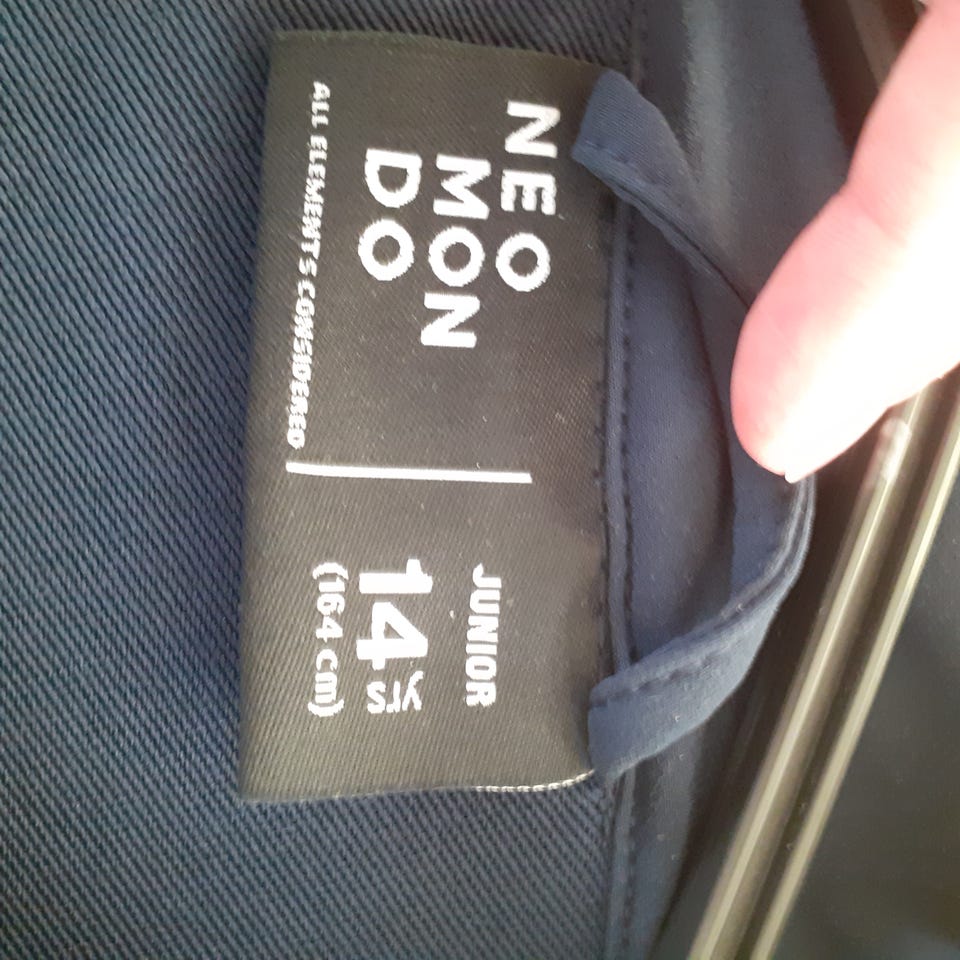 NEO
MON
DO
ALL ELEMENTS CONSIDERED
JUNIOR
14 yrs
(164 cm)